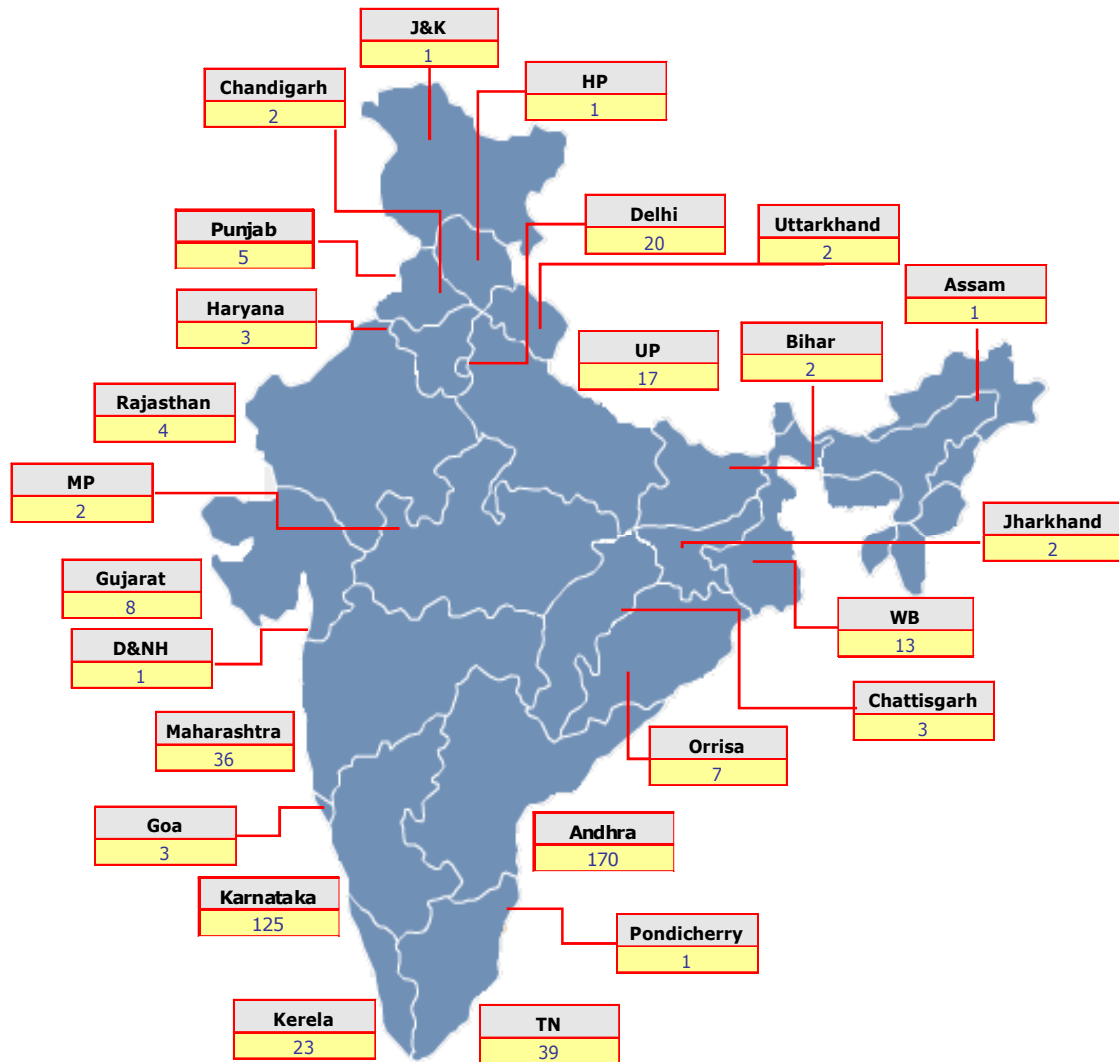 J&K
1
HP
1
Chandigarh
2
Delhi
20
Uttarkhand
2
Punjab
5
Assam
1
Haryana
3
Bihar
2
UP
17
Rajasthan
4
MP
2
Jharkhand
2
Gujarat
8
WB
13
D&NH
1
Chattisgarh
3
Maharashtra
36
Orrisa
7
Goa
3
Andhra
170
Karnataka
125
Pondicherry
1
Kerela
23
TN
39